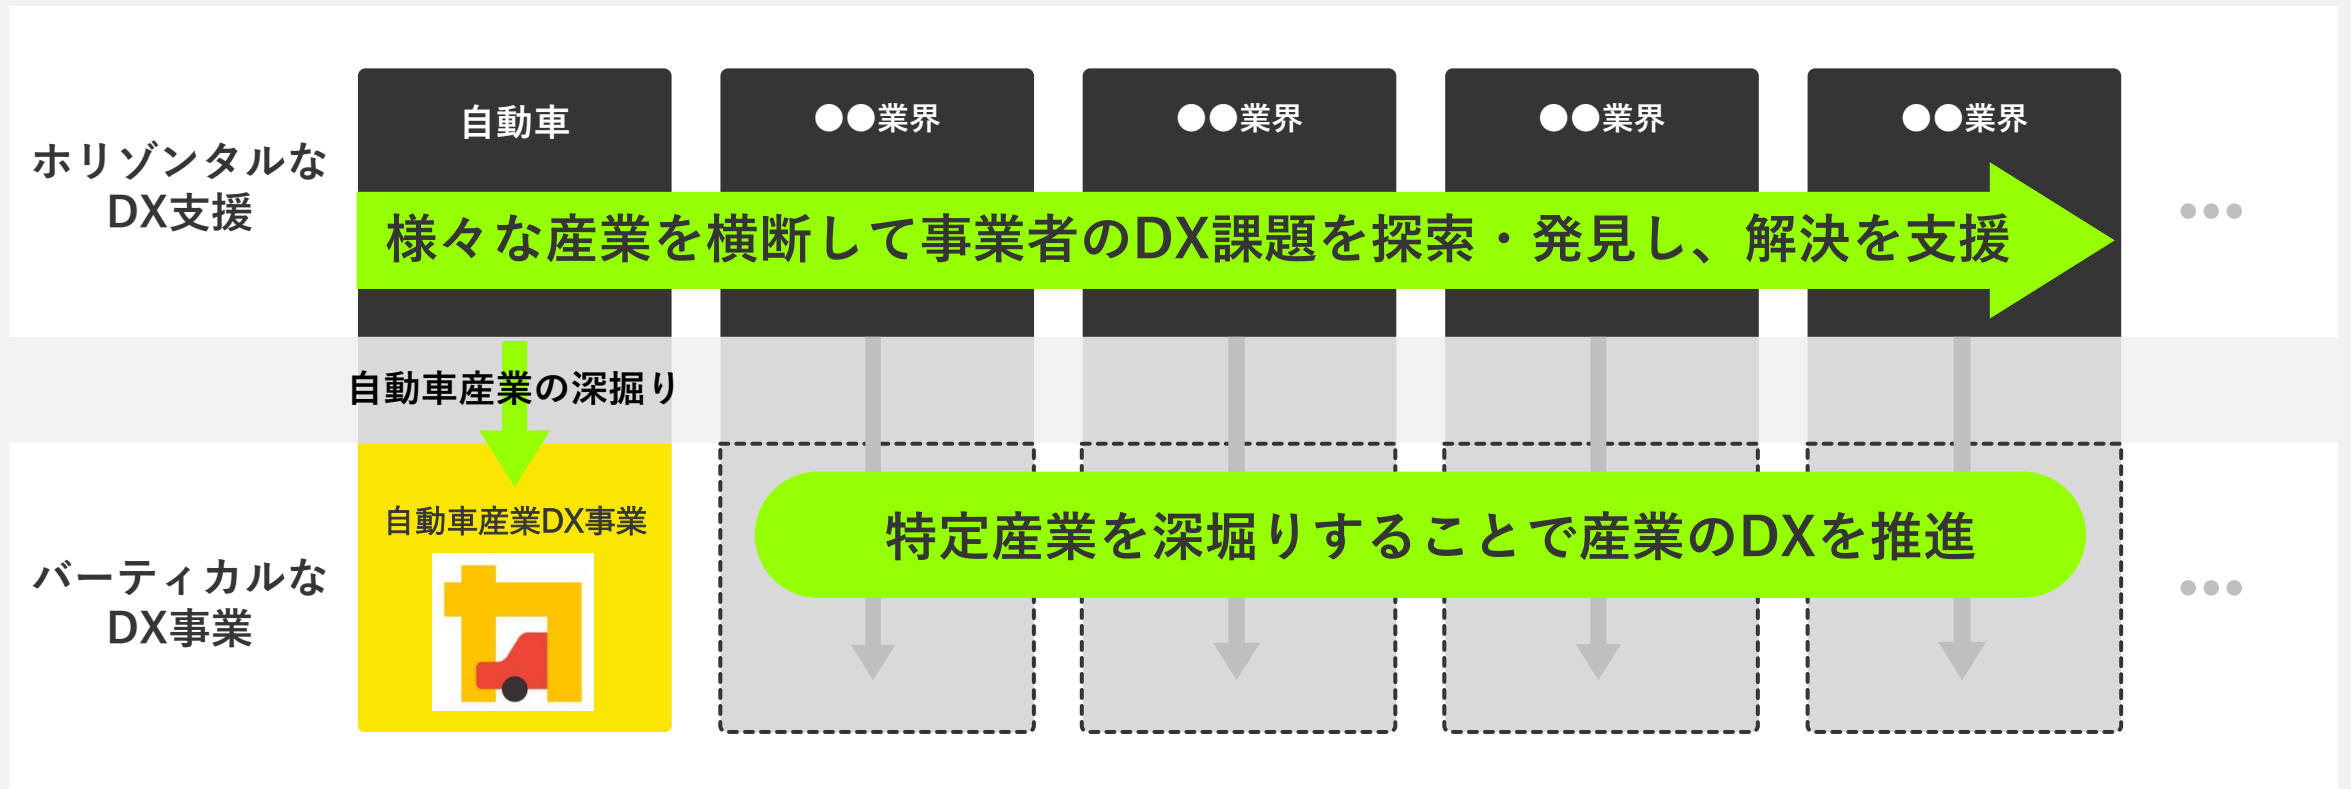 自動車
●●業界
●●業界
●●業界
●●業界
ホリゾンタルな
DX支援
様々な産業を横断して事業者のDX課題を探索・発見し、解決を支援
自動車産業の深掘り
自動車産業DX事業
特定産業を深堀りすることで産業のDXを推進
バーティカルな
DX事業